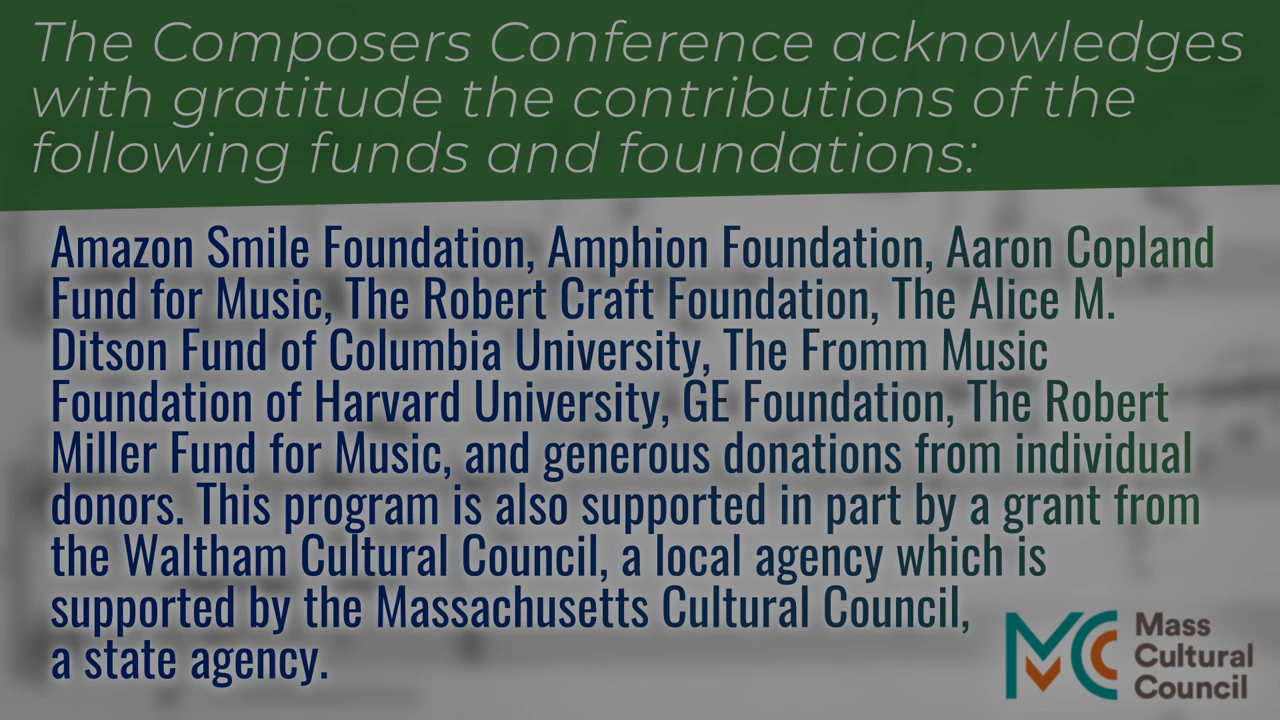 The Composers Conference acknowledges
with gratitude the contributions of the
following funds and foundations:
Amazon Smile Foundation, Amphion Foundation, Aaron Copland
Fund for Music, The Robert Craft Foundation, The Alice M.
Ditson Fund of Columbia University, The Fromm Music
Foundation of Harvard University, GE Foundation, The Robert
Miller Fund for Music, and generous donations from individual
donors. This program is also supported in part by a grant from
the Waltham Cultural Council, a local agency which is
supported by the Massachusetts Cultural Council,
a state agency.
MCC
Mass
Cultural
Council